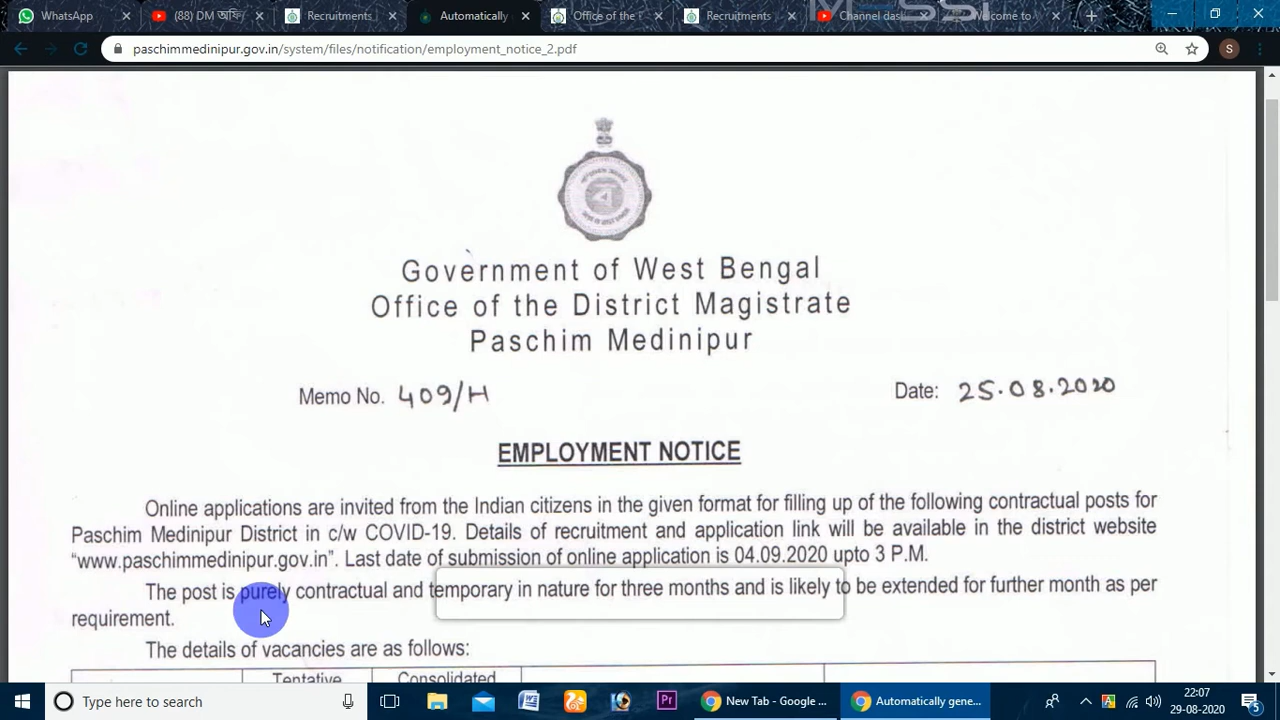 WhatsApp
(88) DM অফি
Recruitments
Automatically
Office of the
Recruitments
Channel das
Welcome to
paschimmedinipur.gov.in/system/files/notification/employment_notice_2.pdf
S
Government of West Bengal
Office of the District Magistrate
Paschim Medinipur
Memo No. 409/H
Date: 25.08.2020
EMPLOYMENT NOTICE
Online applications are invited from the Indian citizens in the given format for filling up of the following contractual posts for
Paschim Medinipur District in c/w COVID-19. Details of recruitment and application link will be available in the district website
"www.paschimmedinipur.gov.in". Last date of submission of online application is 04.09.2020 upto 3 P.M.
The post is purely contractual and temporary in nature for three months and is likely to be extended for further month as per
requirement.
The details of vacancies are as follows:
Tentative
Consolidated
Type here to search
New Tab - Google ...
Automatically gene...
22:07
29-08-2020
5